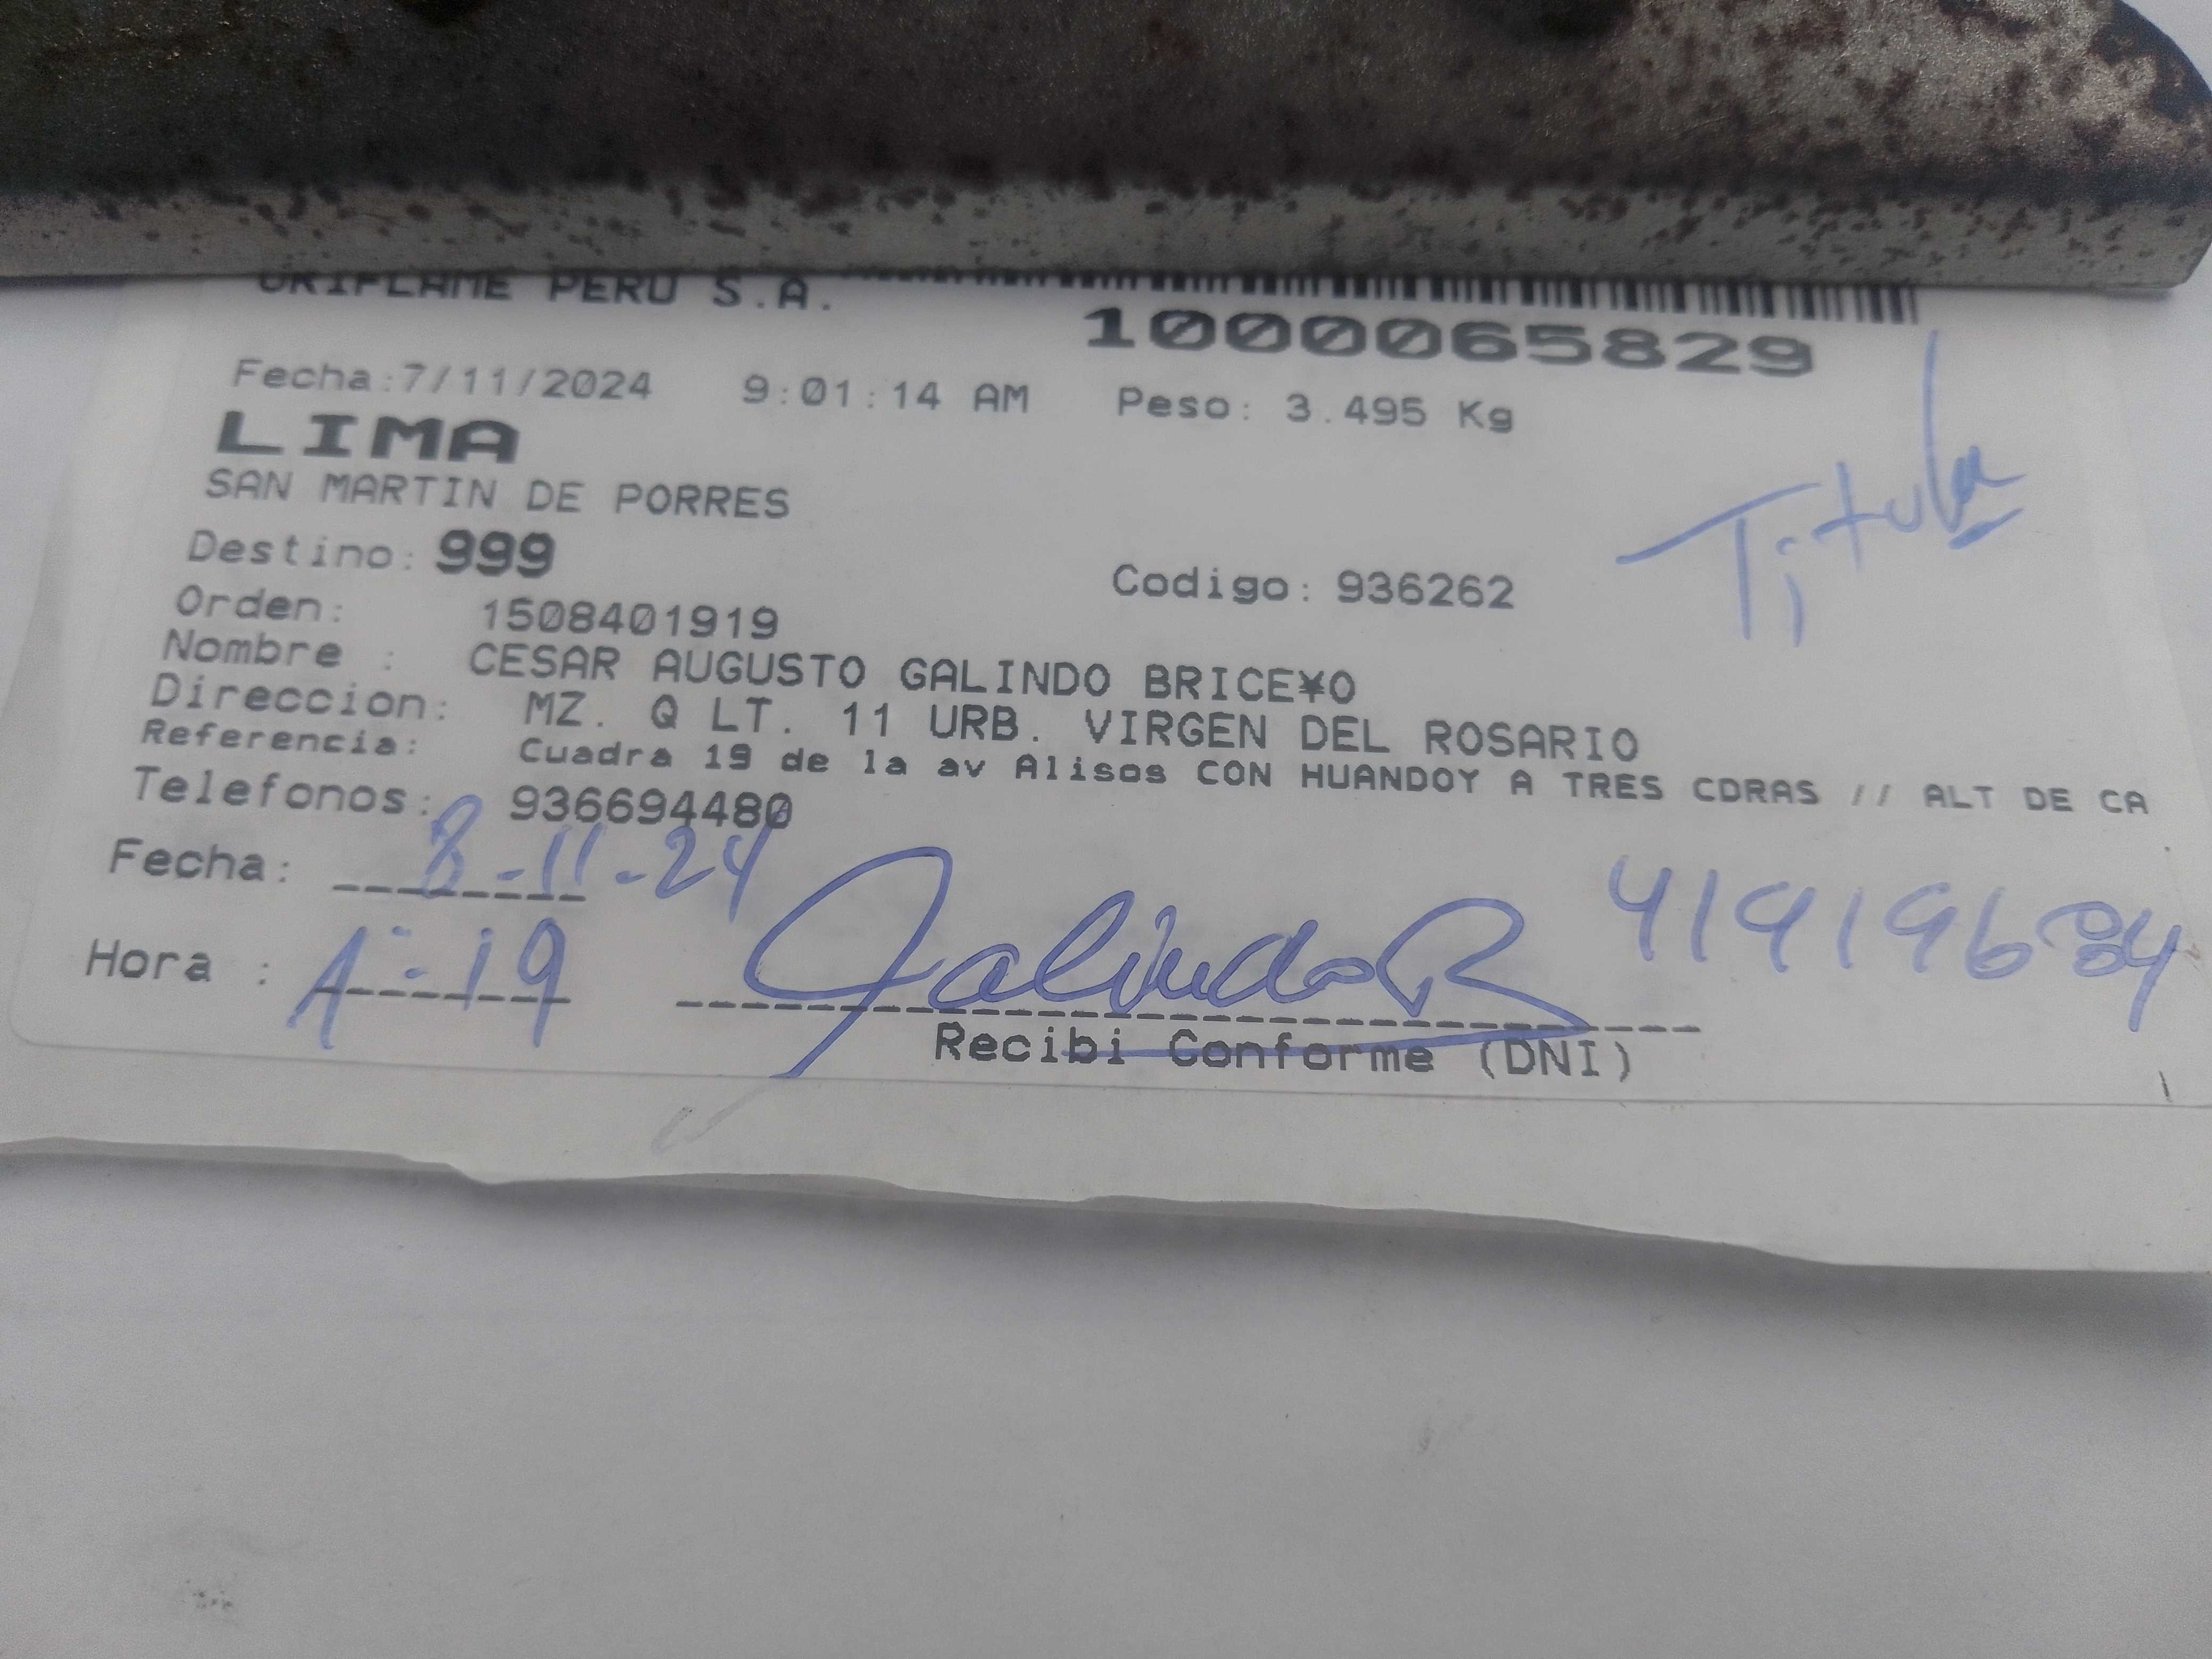 ORIFLAME PERU S.A.
1000065829
Fecha:7/11/2024 9:01:14 AM Peso: 3.495 Kg
LIMA
SAN MARTIN DE PORRES
Titular
Destino: 999 Codigo: 936262
Orden: 1508401919
Nombre : CESAR AUGUSTO GALINDO BRICE¥O
Direccion: MZ. Q LT. 11 URB. VIRGEN DEL ROSARIO
Referencia: Cuadra 19 de la av Alisos CON HUANDOY A TRES CDRAS // ALT DE CA
Telefonos: 936694480
Fecha: 8-11-24
Hora : 1:19 Galindo B
Recibi Conforme (DNI)